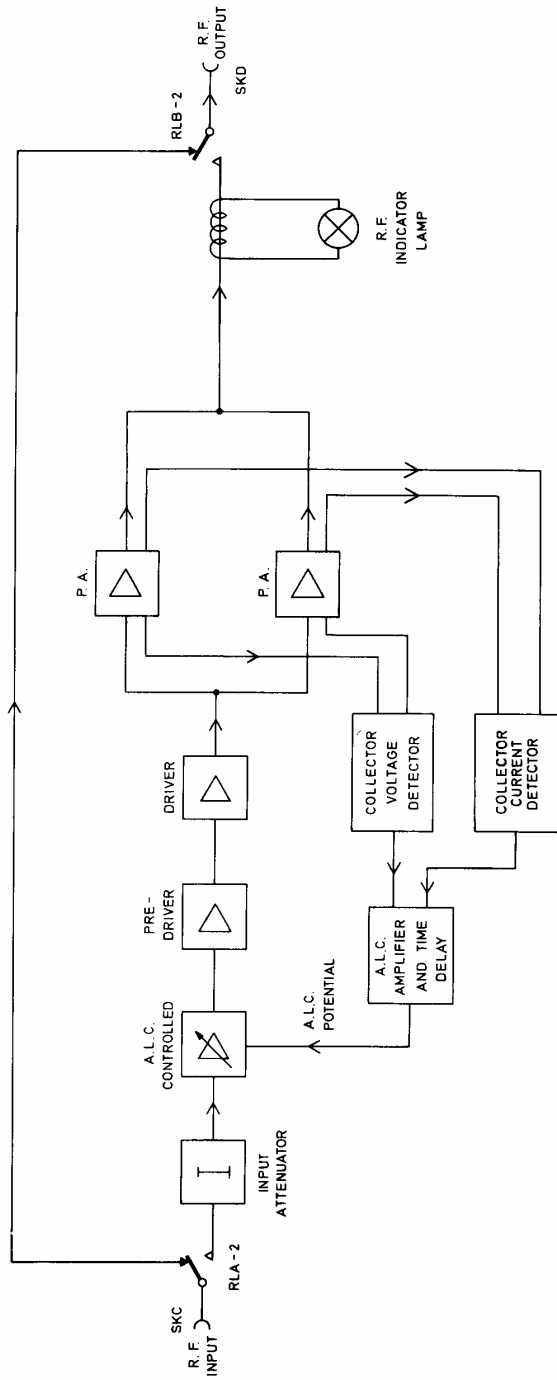 SKC
R.F.
INPUT
RLA-2
INPUT
ATTENUATOR
A.L.C.
CONTROLLED
PRE-
DRIVER
DRIVER
P. A.
P. A.
A.L.C.
POTENTIAL
A.L.C.
AMPLIFIER
AND TIME
DELAY
COLLECTOR
VOLTAGE
DETECTOR
COLLECTOR
CURRENT
DETECTOR
R.F.
INDICATOR
LAMP
RLB-2
R.F.
OUTPUT
SKD